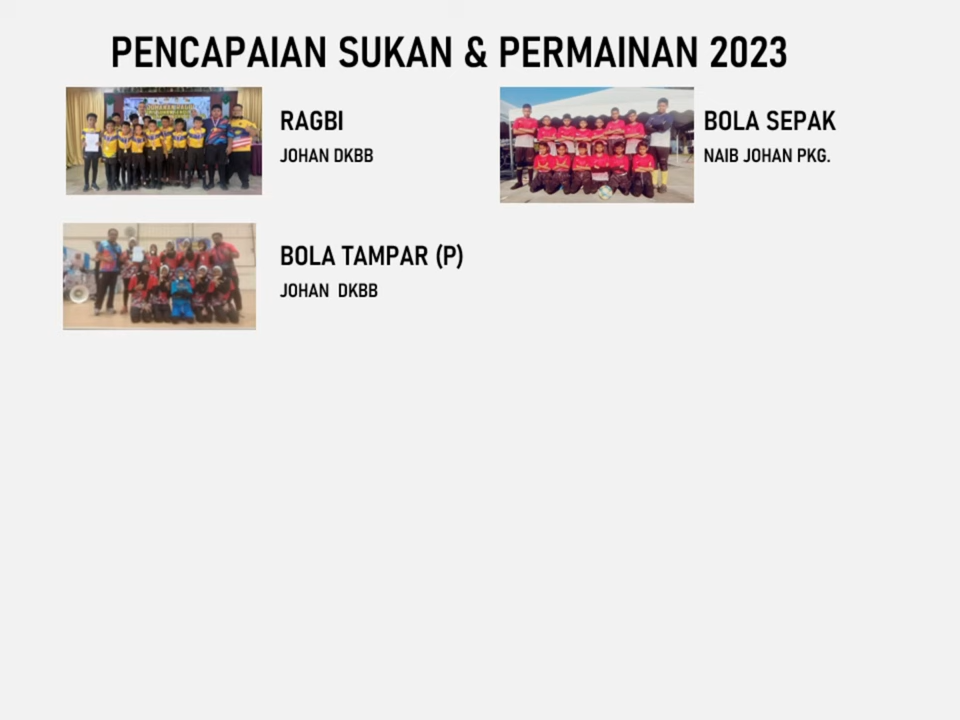 PENCAPAIAN SUKAN & PERMAINAN 2023
RAGBI
JOHAN DKBB
BOLA SEPAK
NAIB JOHAN PKG.
BOLA TAMPAR (P)
JOHAN  DKBB